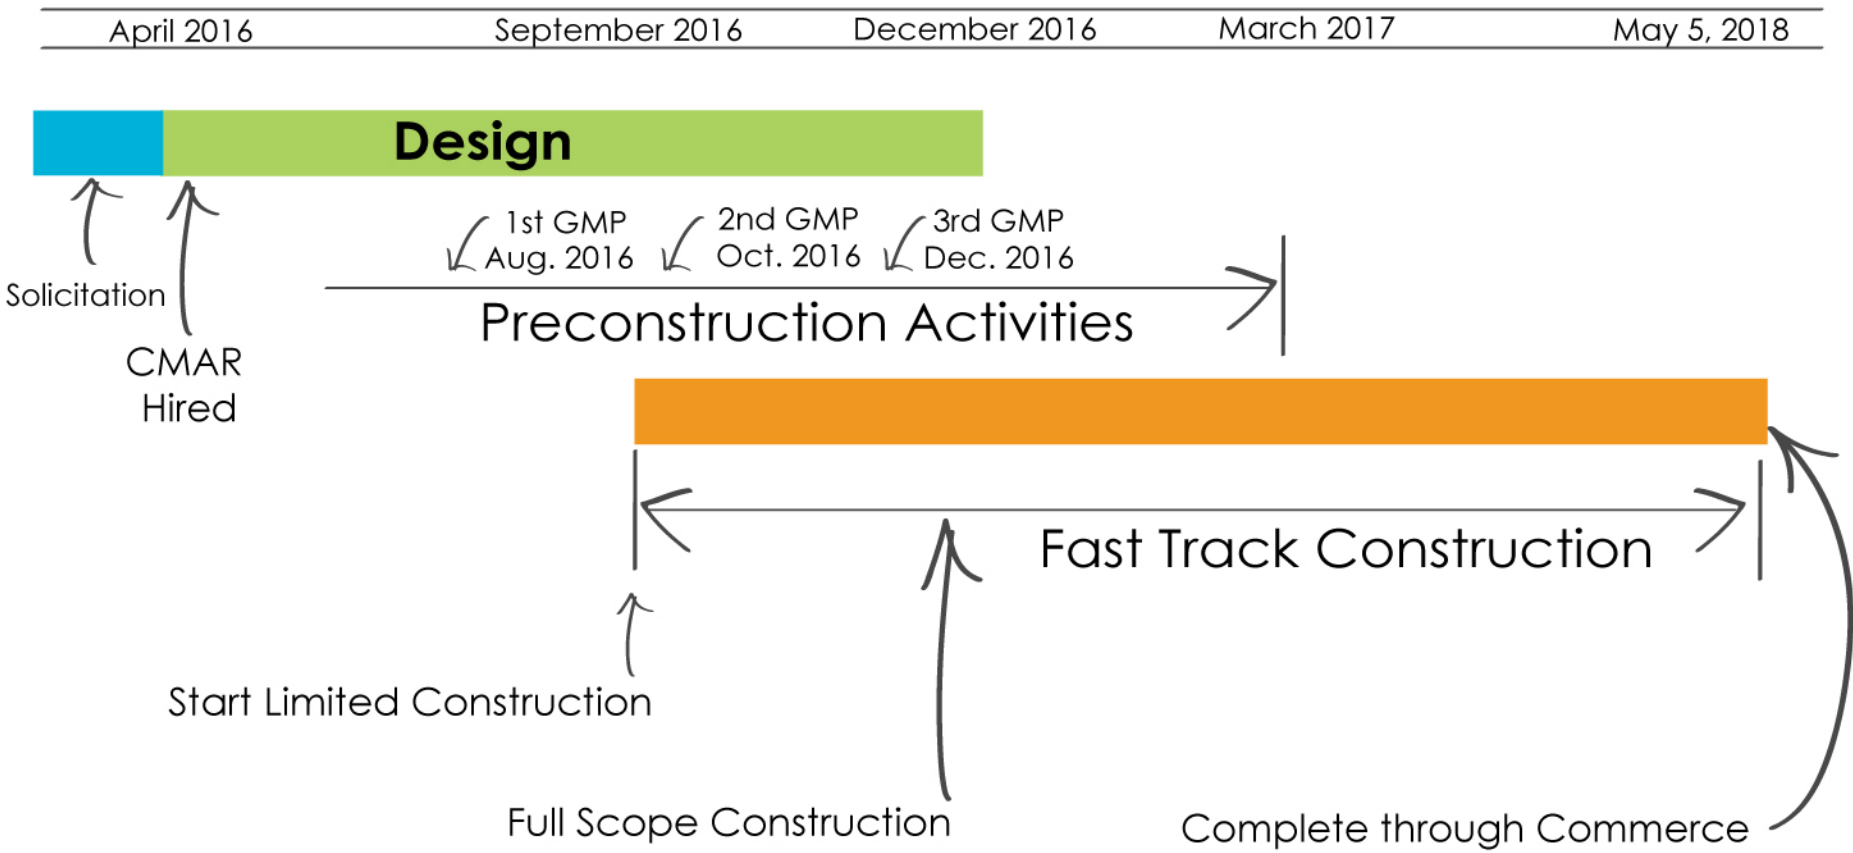 April 2016
September 2016
December 2016
March 2017
May 5, 2018
Design
1st GMP
Aug. 2016
2nd GMP
Oct. 2016
3rd GMP
Dec. 2016
Solicitation
Preconstruction Activities
CMAR
Hired
Fast Track Construction
Start Limited Construction
Full Scope Construction
Complete through Commerce